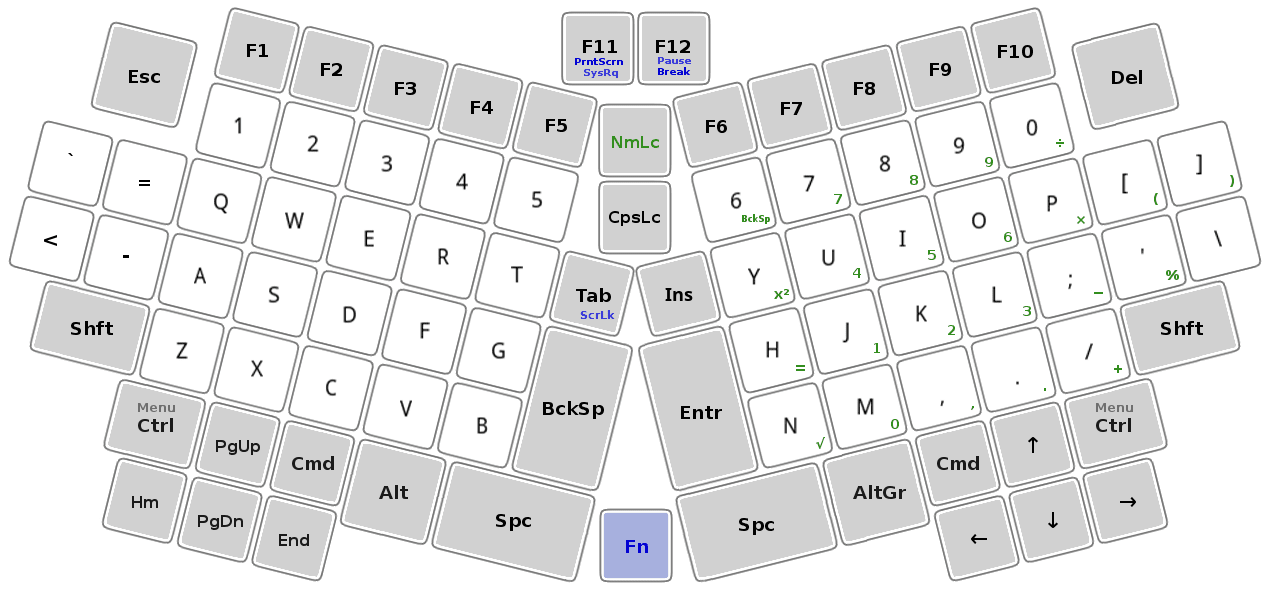 Esc
F1
F2
F3
F4
F5
F11
PrntScrn
SysRq
F12
Pause
Break
F6
F7
F8
F9
F10
Del
`
=
1
2
3
4
5
NmLc
CpsLc
6
BckSp
7
7
8
8
9
9
0
÷
[
(
]
)
<
-
Q
W
E
R
T
Tab
ScrLk
Ins
Y
x²
U
4
I
5
O
6
P
×
'
%
\
Shft
A
S
D
F
G
BckSp
Entr
H
=
J
1
K
2
L
3
;
−
Shft
Z
X
C
V
B
N
√
M
0
,
,
.
.
/
+
Menu
Ctrl
PgUp
Cmd
Alt
Spc
Fn
Spc
AltGr
Cmd
↑
Menu
Ctrl
Hm
PgDn
End
←
↓
→